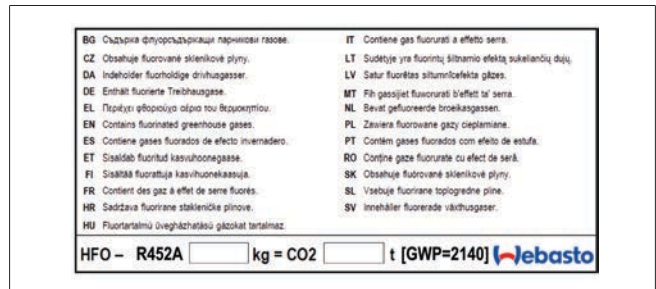 BG Съдържа флуорсъдържащи парникови газове.
CZ Obsahuje fluorované skleníkové plyny.
DA Indeholder fluorholdige drivhusgasser.
DE Enthält fluorierte Treibhausgase.
EL Περιέχει φθοριούχα αέρια του θερμοκηπίου.
EN Contains fluorinated greenhouse gases.
ES Contiene gases fluorados de efecto invernadero.
ET Sisaldab fluoritud kasvuhoonegaase.
FI Sisältää fluorattuja kasvihuonekaasuja.
FR Contient des gaz à effet de serre fluorés.
HR Sadržava fluorirane stakleničke plinove.
HU Fluortartalmú üvegházhatású gázokat tartalmaz.
IT Contiene gas fluorurati a effetto serra.
LT Sudėtyje yra fluorintų šiltnamio efektą sukeliančių dujų.
LV Satur fluorētas siltumnīcefekta gāzes.
MT Fih gassijiet fluworurati b'effett ta' serra.
NL Bevat gefluoreerde broeikasgassen.
PL Zawiera fluorowane gazy cieplarniane.
PT Contém gases fluorados com efeito de estufa.
RO Conține gaze fluorurate cu efect de seră.
SK Obsahuje fluórované skleníkové plyny.
SL Vsebuje fluorirane toplogredne pline.
SV Innehåller fluorerade växthusgaser.
HFO – R452A kg = CO2 t [GWP=2140] Webasto